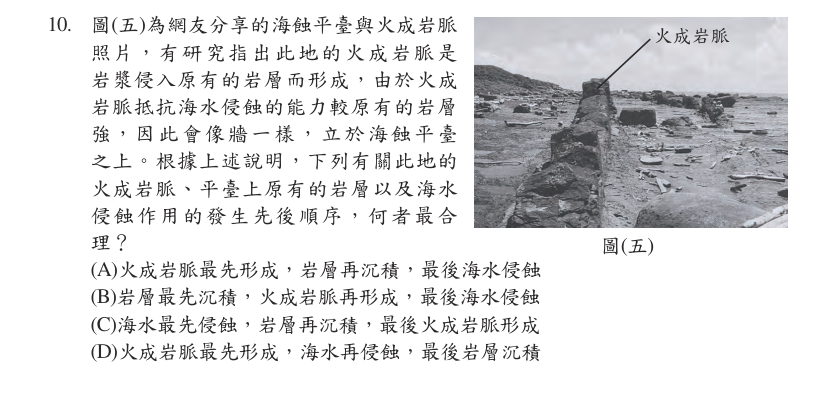 10. 圖(五)為網友分享的海蝕平臺與火成岩脈
照片,有研究指出此地的火成岩脈是
岩漿侵入原有的岩層而形成,由於火成
岩脈抵抗海水侵蝕的能力較原有的岩層
強,因此會像牆一樣,立於海蝕平臺
之上。根據上述說明,下列有關此地的
火成岩脈、平臺上原有的岩層以及海水
侵蝕作用的發生先後順序,何者最合
理?
火成岩脈
圖(五)
(A)火成岩脈最先形成,岩層再沉積,最後海水侵蝕
(B)岩層最先沉積,火成岩脈再形成,最後海水侵蝕
(C)海水最先侵蝕,岩層再沉積,最後火成岩脈形成
(D)火成岩脈最先形成,海水再侵蝕,最後岩層沉積